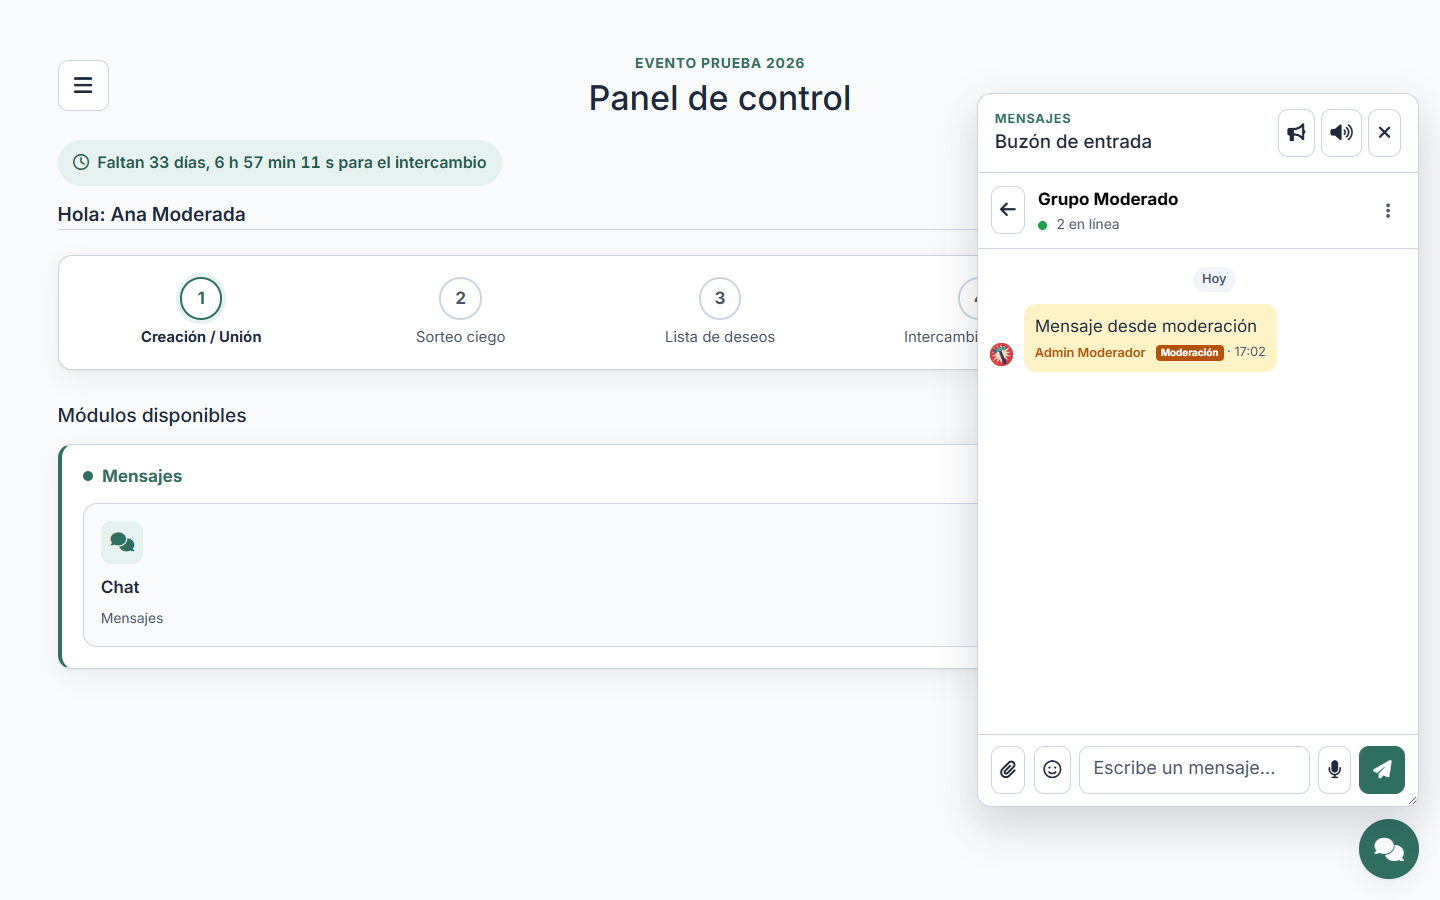 EVENTO PRUEBA 2026
Panel de control
Faltan 33 días, 6 h 57 min 11 s para el intercambio
Hola: Ana Moderada
1
2
3
Creación / Unión
Sorteo ciego
Lista de deseos
Módulos disponibles
Mensajes
Chat
Mensajes
MENSAJES
Buzón de entrada
Grupo Moderado
2 en línea
Hoy
Mensaje desde moderación
Admin Moderador Moderación · 17:02
Escribe un mensaje...